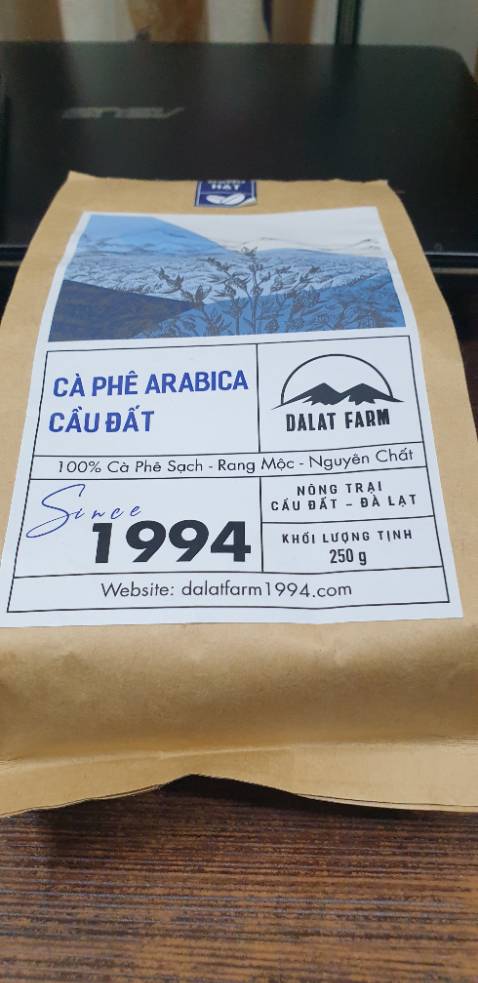 HẠT
CÀ PHÊ ARABICA
CẦU ĐẤT
DALAT FARM
100% Cà Phê Sạch - Rang Mộc - Nguyên Chất
Since
1994
NÔNG TRẠI
CẦU ĐẤT - ĐÀ LẠT
KHỐI LƯỢNG TỊNH
250 g
Website: dalatfarm1994.com